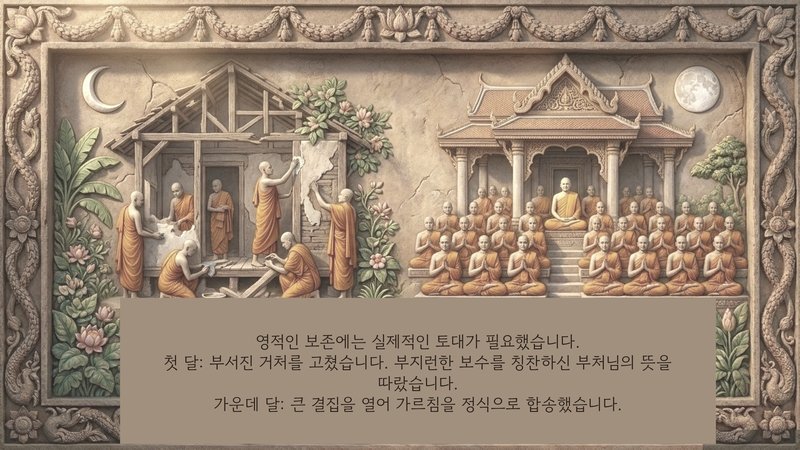 영적인 보존에는 실제적인 토대가 필요했습니다.
첫 달: 부서진 거처를 고쳤습니다. 부지런한 보수를 칭찬하신 부처님의 뜻을
따랐습니다.
가운데 달: 큰 결집을 열어 가르침을 정식으로 합송했습니다.